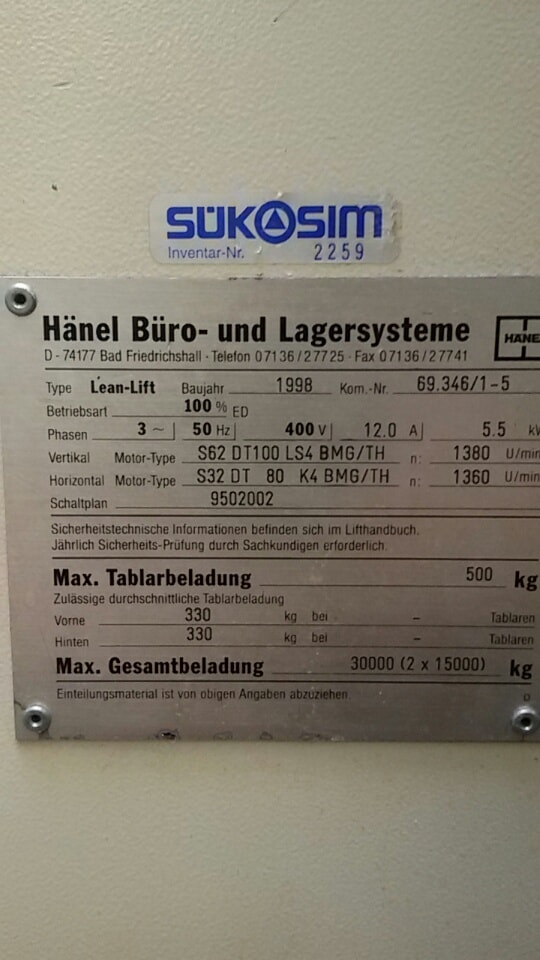 SÜKOSIM
Inventar-Nr. 2259
Hänel Büro- und Lagersysteme
HÄNE
D - 74177 Bad Friedrichshall · Telefon 07136/27725 · Fax 07136/27741
Type Lean-Lift Baujahr 1998 Kom.-Nr. 69.346/1-5
Betriebsart 100 % ED
Phasen 3 ~ 50 Hz 400 V 12.0 A 5.5 kW
Vertikal Motor-Type S62 DT100 LS4 BMG/TH n: 1380 U/min
Horizontal Motor-Type S32 DT 80 K4 BMG/TH n: 1360 U/min
Schaltplan 9502002
Sicherheitstechnische Informationen befinden sich im Lifthandbuch.
Jährlich Sicherheits-Prüfung durch Sachkundigen erforderlich.
Max. Tablarbeladung 500 kg
Zulässige durchschnittliche Tablarbeladung
Vorne 330 kg bei – Tablaren
Hinten 330 kg bei – Tablaren
Max. Gesamtbeladung 30000 (2 x 15000) kg
Einteilungsmaterial ist von obigen Angaben abzuziehen. D